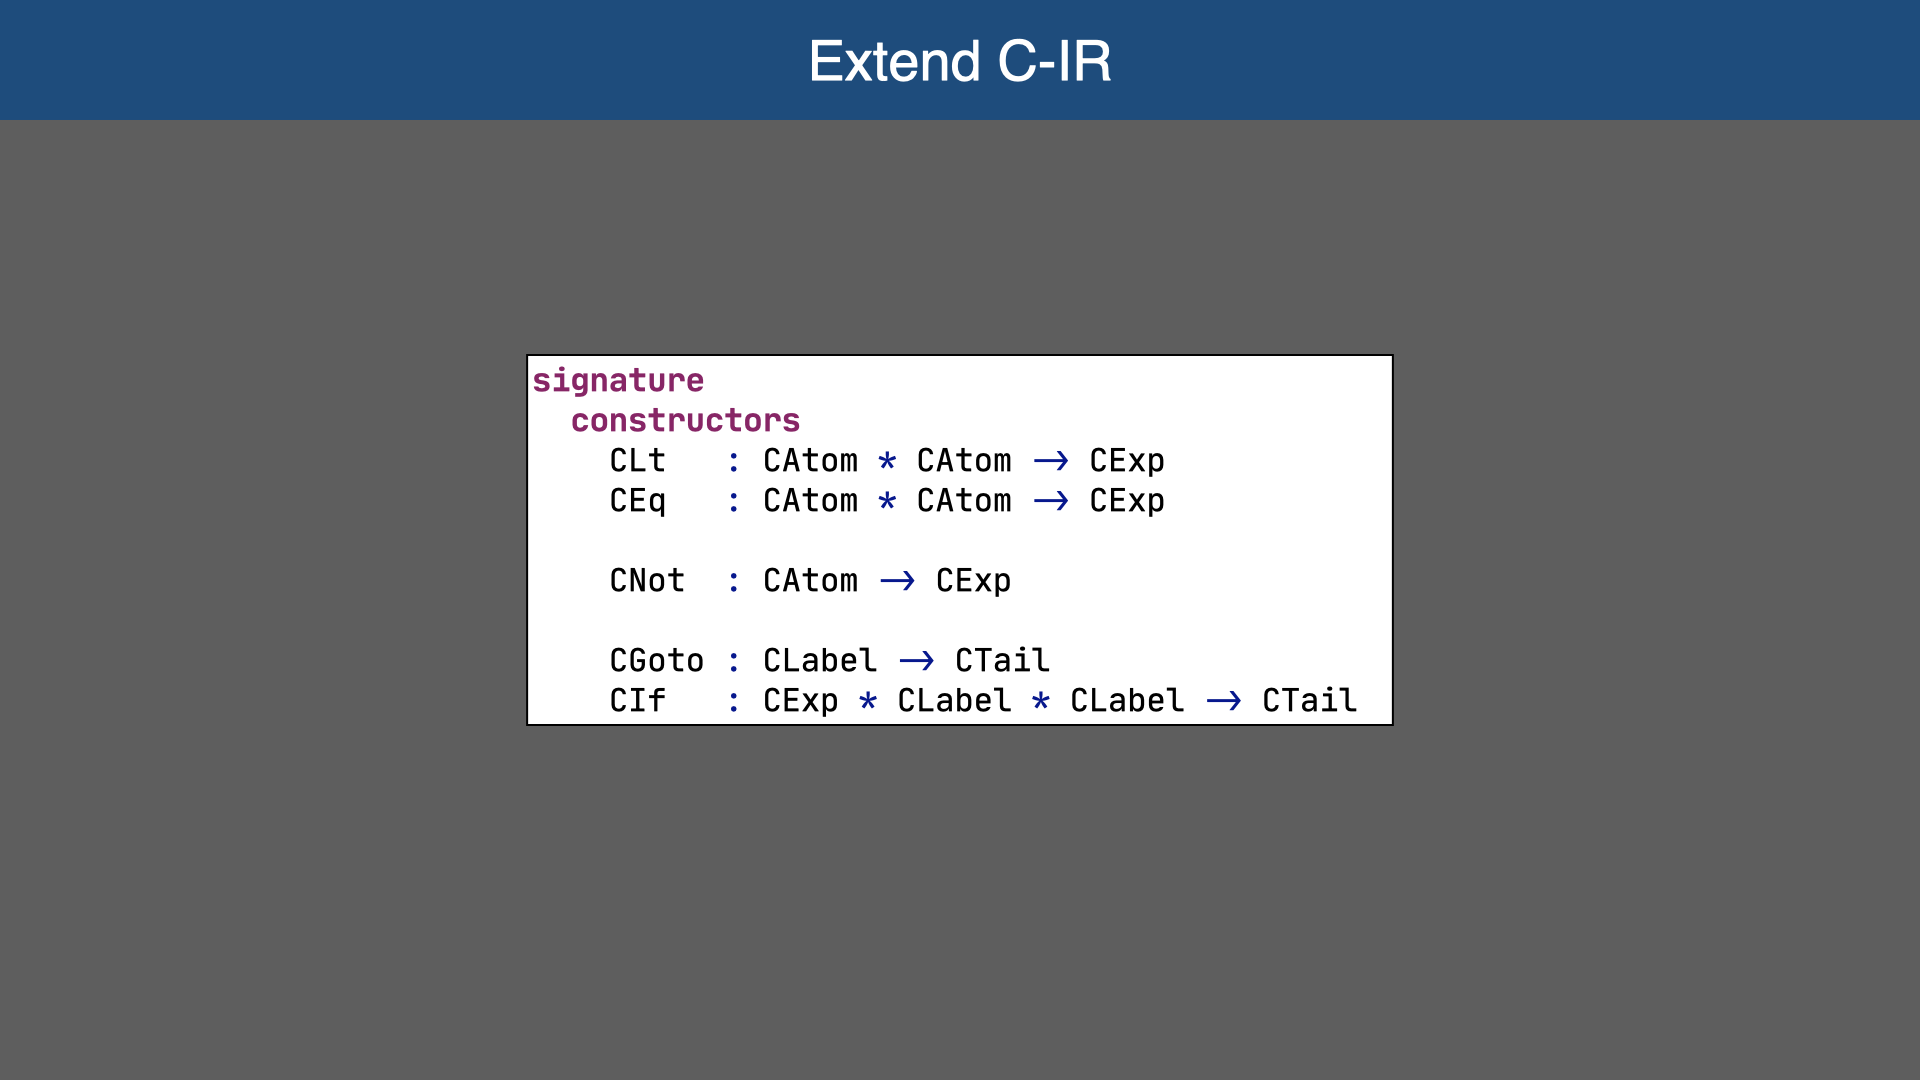 Extend C-IR
signature
constructors
CLt : CAtom * CAtom → CExp
CEq : CAtom * CAtom → CExp
CNot : CAtom → CExp
CGoto : CLabel → CTail
CIf : CExp * CLabel * CLabel → CTail